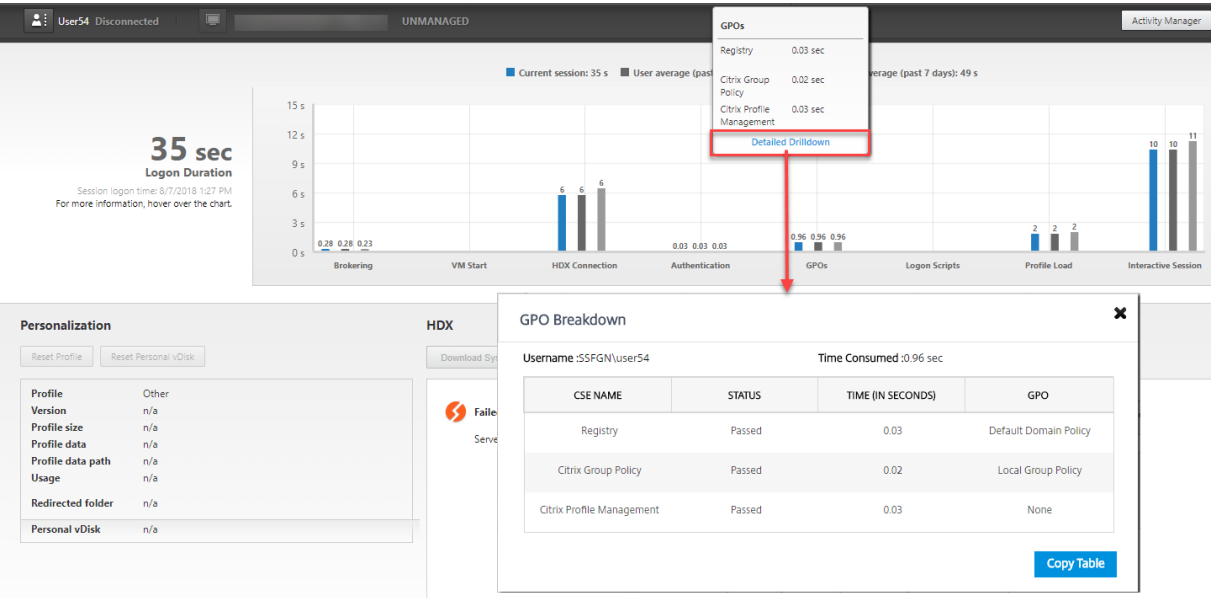 User54 Disconnected
UNMANAGED
Activity Manager
GPOs
Registry 0.03 sec
Citrix Group 0.02 sec
Policy
Citrix Profile 0.03 sec
Management
Detailed Drilldown
Current session: 35 s User average (pas
verage (past 7 days): 49 s
35 sec
Logon Duration
Session logon time: 8/7/2018 1:27 PM
For more information, hover over the chart.
15 s
12 s
9 s
6 s
3 s
0 s
0.28 0.28 0.23
6 6 6
0.03 0.03 0.03
0.96 0.96 0.96
2 2 2
10 10 11
Brokering VM Start HDX Connection Authentication GPOs Logon Scripts Profile Load Interactive Session
Personalization
Reset Profile Reset Personal vDisk
Profile Other
Version n/a
Profile size n/a
Profile data n/a
Profile data path n/a
Usage n/a
Redirected folder n/a
Personal vDisk n/a
HDX
Download Sy
Faile
Serve
GPO Breakdown
Username :SSFGN\user54 Time Consumed :0.96 sec
CSE NAME STATUS TIME (IN SECONDS) GPO
Registry Passed 0.03 Default Domain Policy
Citrix Group Policy Passed 0.02 Local Group Policy
Citrix Profile Management Passed 0.03 None
Copy Table